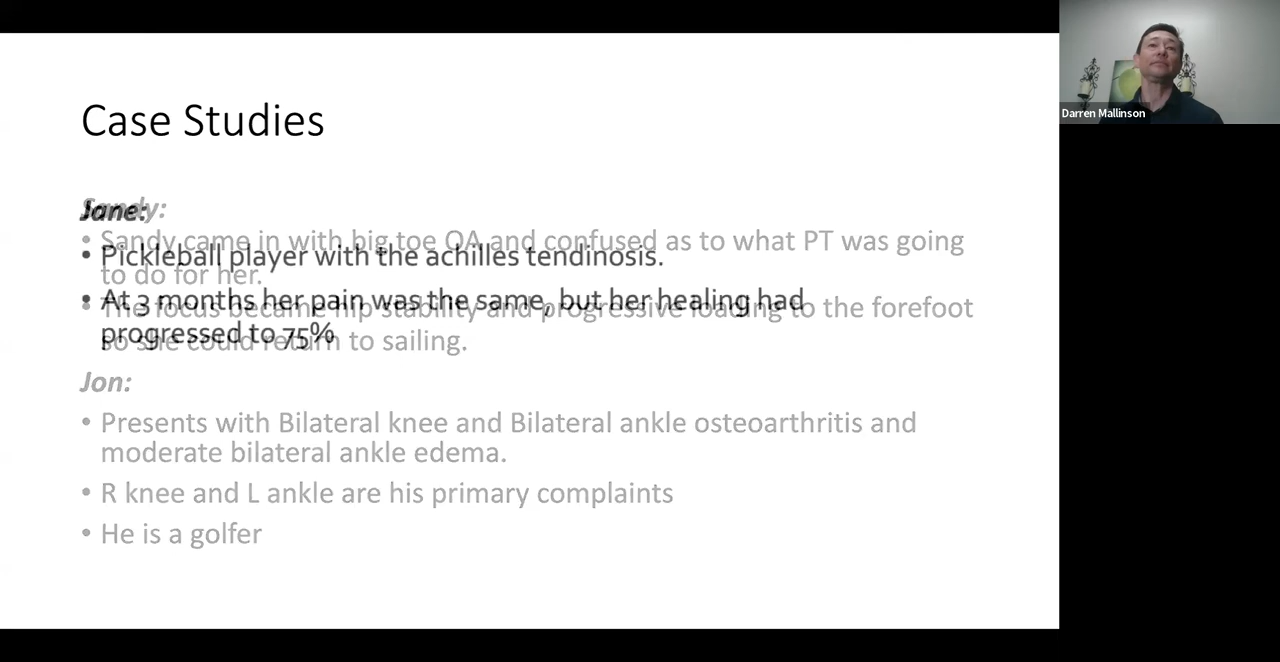 Case Studies
Jane:
Sandy:
• Sandy came in with big toe OA and confused as to what PT was going
to do for her.
• Pickleball player with the achilles tendinosis.
• At 3 months her pain was the same, but her healing had
progressed to 75%
• The focus became hip stability and progressive loading to the forefoot
so she could return to sailing.
Jon:
• Presents with Bilateral knee and Bilateral ankle osteoarthritis and
moderate bilateral ankle edema.
• R knee and L ankle are his primary complaints
• He is a golfer
Darren Mallinson